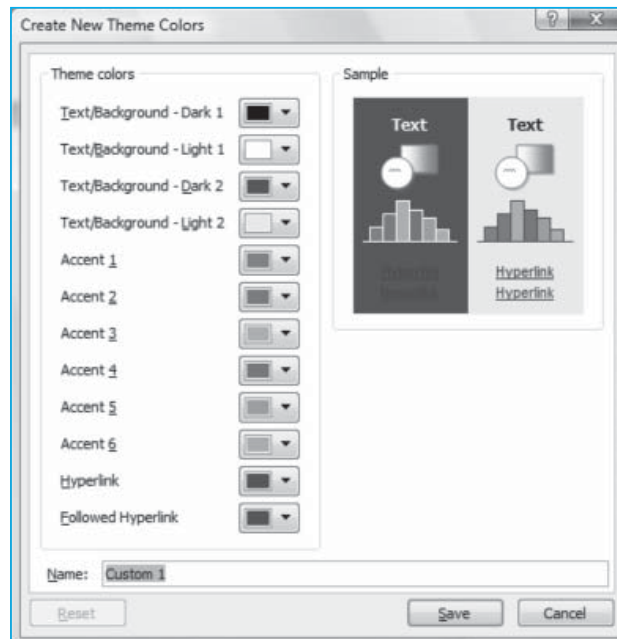 Create New Theme Colors
Theme colors
Text/Background - Dark 1
Text/Background - Light 1
Text/Background - Dark 2
Text/Background - Light 2
Accent 1
Accent 2
Accent 3
Accent 4
Accent 5
Accent 6
Hyperlink
Followed Hyperlink
Sample
Text Text
Hyperlink Hyperlink
Hyperlink
Name: Custom 1
Reset Save Cancel